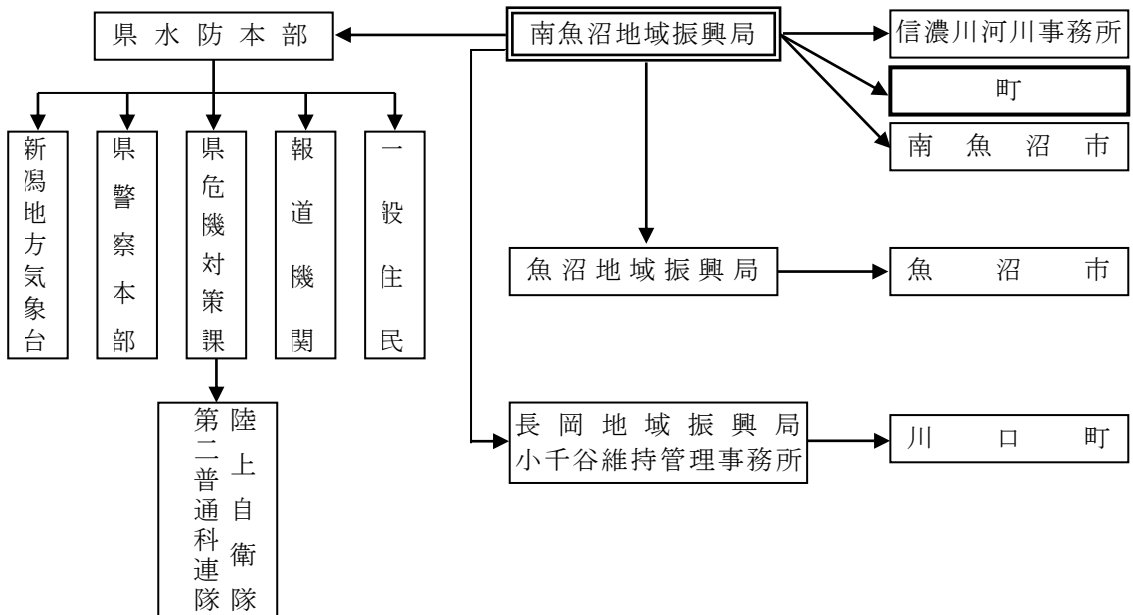 県水防本部
南魚沼地域振興局
信濃川河川事務所
町
南魚沼市
新潟地方気象台
県警察本部
県危機対策課
報道機関
一般住民
魚沼地域振興局
魚沼市
長岡地域振興局
小千谷維持管理事務所
川口町
陸上自衛隊
第二普通科連隊